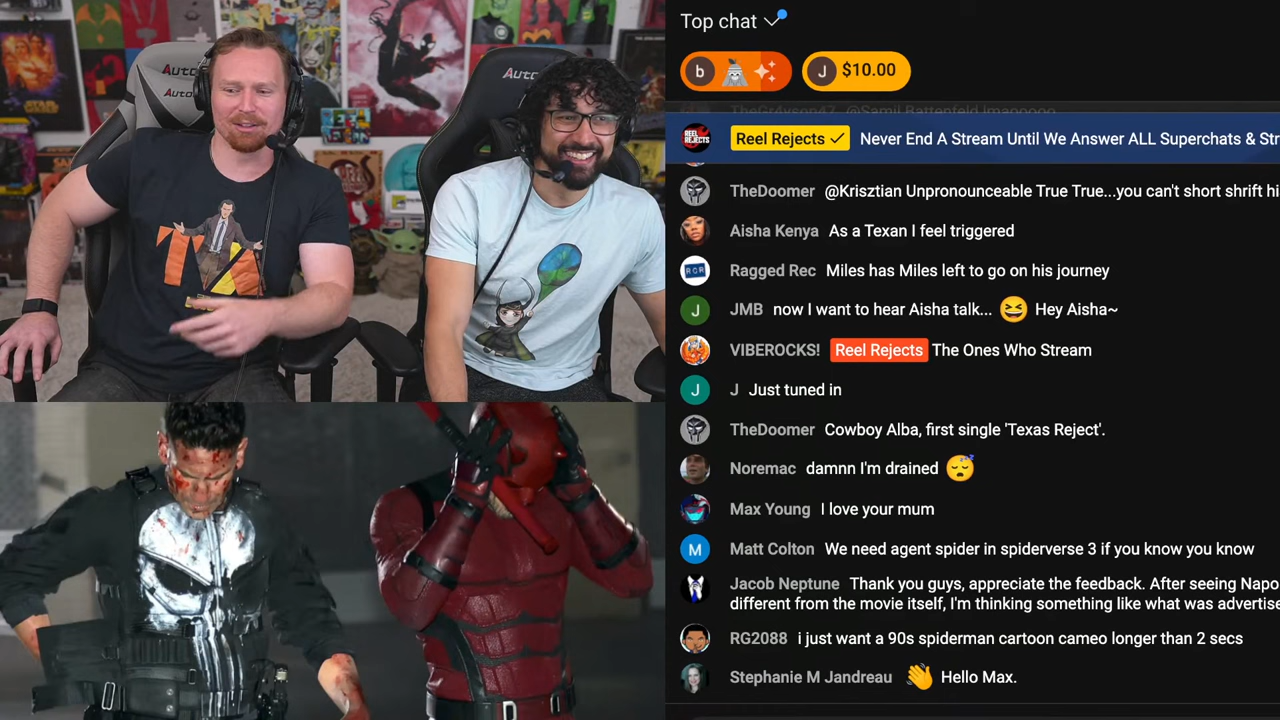 Top chat
b
J $10.00
TheGr4yson47 @Samil Battenfeld lmaooooo
Reel Rejects Never End A Stream Until We Answer ALL Superchats & St
TheDoomer @Krisztian Unpronounceable True True...you can't short shrift hi
Aisha Kenya As a Texan I feel triggered
RCR Ragged Rec Miles has Miles left to go on his journey
J JMB now I want to hear Aisha talk... 😆 Hey Aisha~
VIBEROCKS! Reel Rejects The Ones Who Stream
J J Just tuned in
TheDoomer Cowboy Alba, first single 'Texas Reject'.
Noremac damnn I'm drained 😴
Max Young I love your mum
M Matt Colton We need agent spider in spiderverse 3 if you know you know
Jacob Neptune Thank you guys, appreciate the feedback. After seeing Napo
different from the movie itself, I'm thinking something like what was advertise
RG2088 i just want a 90s spiderman cartoon cameo longer than 2 secs
Stephanie M Jandreau 👋 Hello Max.